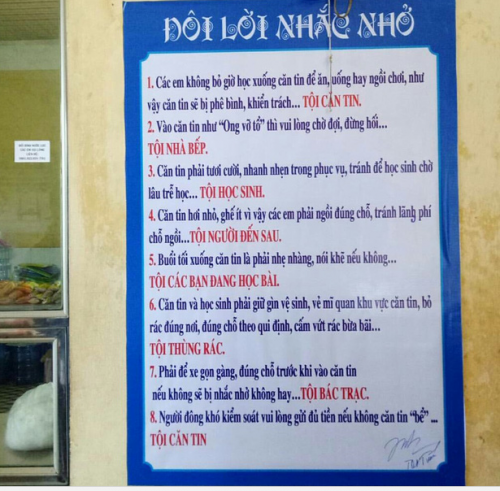 ĐÔI LỜI NHẮC NHỞ
1. Các em không bỏ giờ học xuống căn tin để ăn, uống hay ngồi chơi, như
vậy căn tin sẽ bị phê bình, khiển trách... TỘI CĂN TIN.
2. Vào căn tin như "Ong vỡ tổ" thì vui lòng chờ đợi, đừng hối...
TỘI NHÀ BẾP.
3. Căn tin phải tươi cười, nhanh nhẹn trong phục vụ, tránh để học sinh chờ
lâu trễ học... TỘI HỌC SINH.
4. Căn tin hơi nhỏ, ghế ít vì vậy các em phải ngồi đúng chỗ, tránh lãnh phí
chỗ ngồi...TỘI NGƯỜI ĐẾN SAU.
5. Buổi tối xuống căn tin là phải nhẹ nhàng, nói khẽ nếu không...
TỘI CÁC BẠN ĐANG HỌC BÀI.
6. Căn tin và học sinh phải giữ gìn vệ sinh, vẻ mĩ quan khu vực căn tin, bỏ
rác đúng nơi, đúng chỗ theo qui định, cấm vứt rác bừa bãi...
TỘI THÙNG RÁC.
7. Phải để xe gọn gàng, đúng chỗ trước khi vào căn tin
nếu không sẽ bị nhắc nhở không hay...TỘI BÁC TRẠC.
8. Người đông khó kiểm soát vui lòng gửi đủ tiền nếu không căn tin "bể" ...
TỘI CĂN TIN